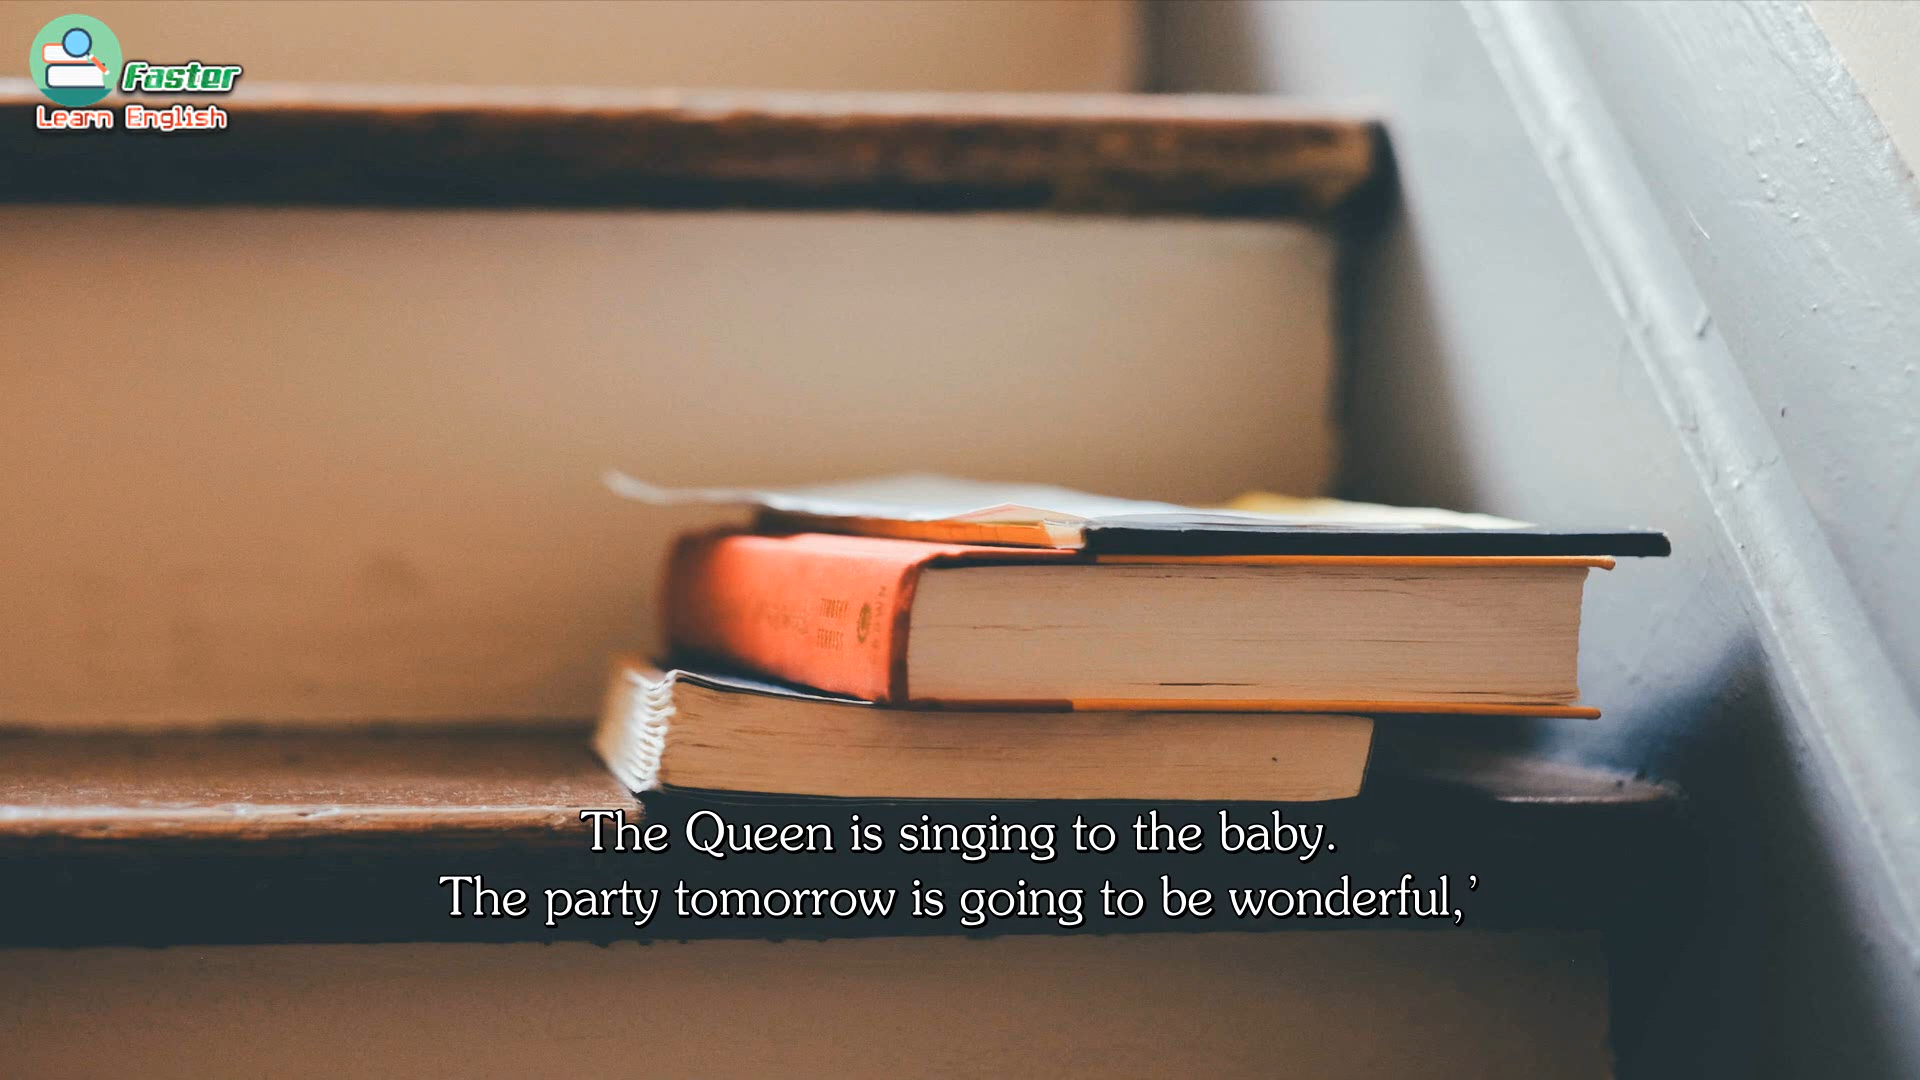 Faster
Learn English
The Queen is singing to the baby.
The party tomorrow is going to be wonderful,’